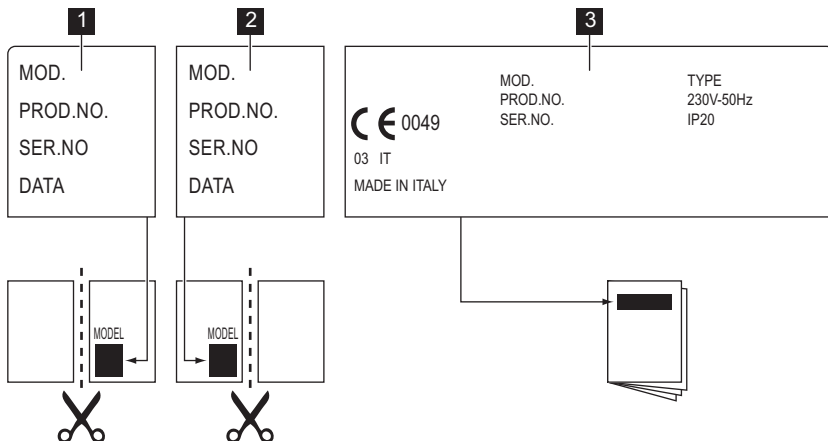 1
MOD.
PROD.NO.
SER.NO
DATA
2
MOD.
PROD.NO.
SER.NO
DATA
3
MOD.
PROD.NO.
SER.NO.
TYPE
230V-50Hz
IP20
CE 0049
03 IT
MADE IN ITALY
MODEL
MODEL